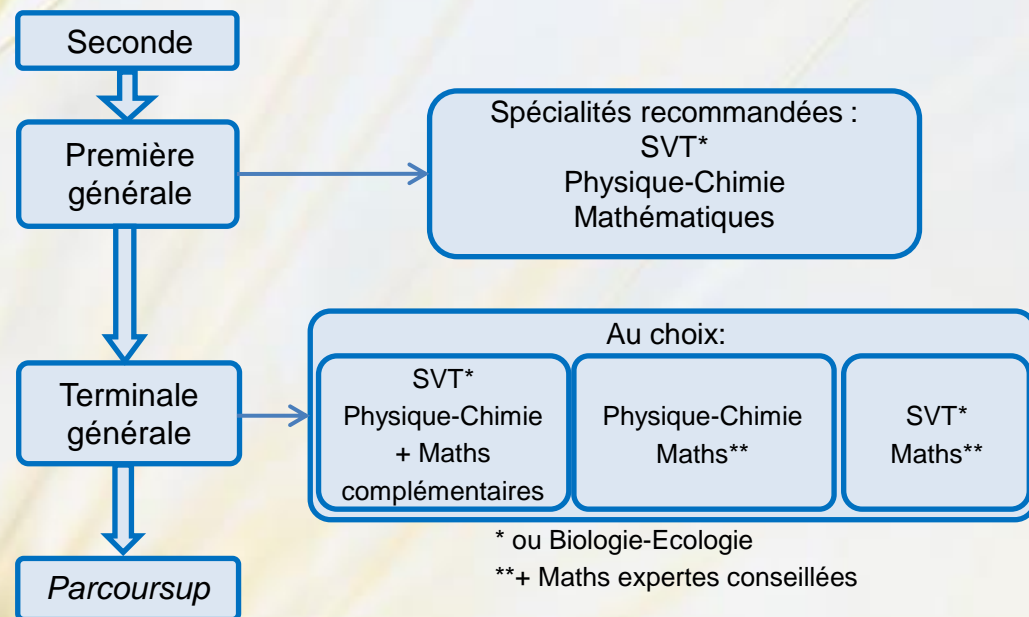 Seconde
Première
générale
Spécialités recommandées :
SVT*
Physique-Chimie
Mathématiques
Terminale
générale
Au choix:
SVT*
Physique-Chimie
+ Maths
complémentaires
Physique-Chimie
Maths**
SVT*
Maths**
* ou Biologie-Ecologie
**+ Maths expertes conseillées
Parcoursup